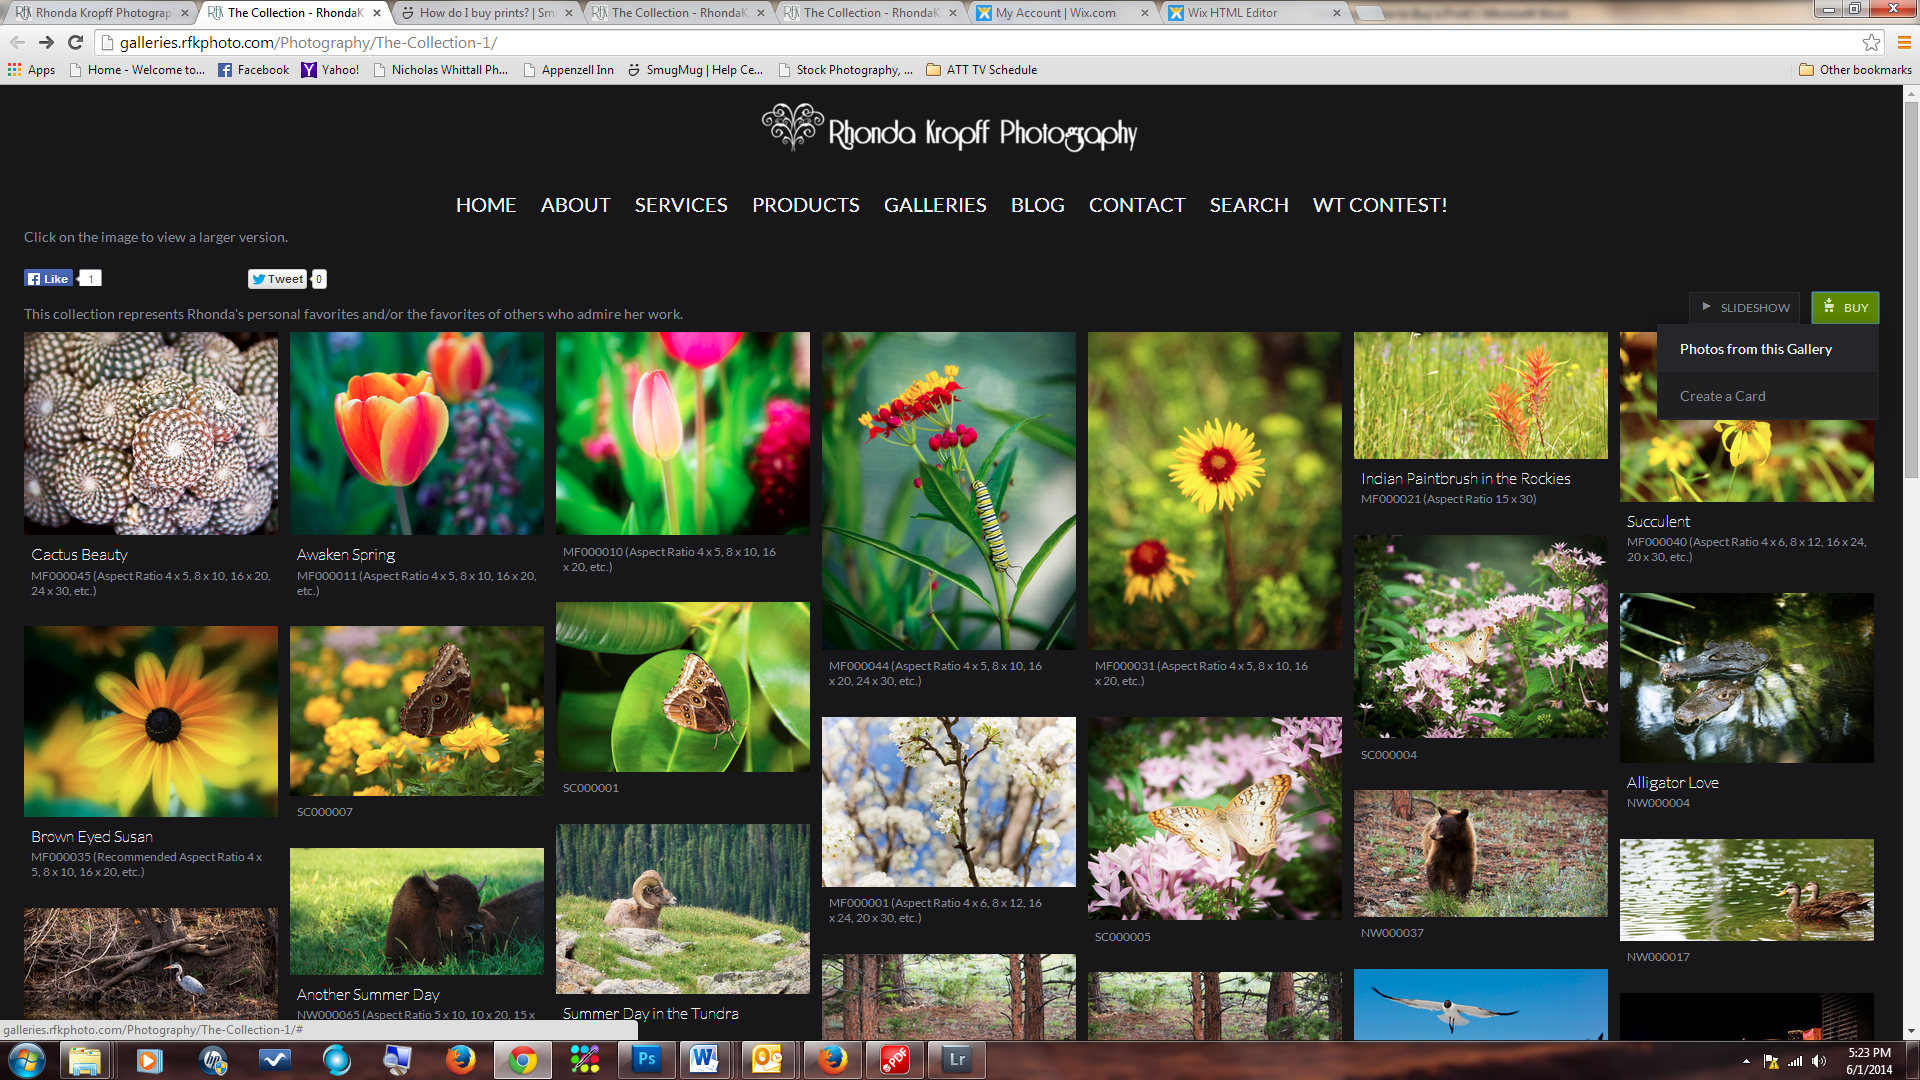 Rhonda Kropff Photograp
The Collection - RhondaK
How do I buy prints? | Sm
The Collection - RhondaK
The Collection - RhondaK
My Account | Wix.com
Wix HTML Editor
galleries.rfkphoto.com/Photography/The-Collection-1/
Apps
Home - Welcome to...
Facebook
Yahoo!
Nicholas Whittall Ph...
Appenzell Inn
SmugMug | Help Ce...
Stock Photography, ...
ATT TV Schedule
Other bookmarks
Rhonda Kropff Photography
HOME ABOUT SERVICES PRODUCTS GALLERIES BLOG CONTACT SEARCH WT CONTEST!
Click on the image to view a larger version.
Like 1
Tweet 0
This collection represents Rhonda's personal favorites and/or the favorites of others who admire her work.
SLIDESHOW
BUY
Photos from this Gallery
Create a Card
Cactus Beauty
MF000045 (Aspect Ratio 4 x 5, 8 x 10, 16 x 20,
24 x 30, etc.)
Awaken Spring
MF000011 (Aspect Ratio 4 x 5, 8 x 10, 16 x 20,
etc.)
MF000010 (Aspect Ratio 4 x 5, 8 x 10, 16
x 20, etc.)
MF000044 (Aspect Ratio 4 x 5, 8 x 10, 16
x 20, 24 x 30, etc.)
MF000031 (Aspect Ratio 4 x 5, 8 x 10, 16
x 20, etc.)
Indian Paintbrush in the Rockies
MF000021 (Aspect Ratio 15 x 30)
Succulent
MF000040 (Aspect Ratio 4 x 6, 8 x 12, 16 x 24,
20 x 30, etc.)
Brown Eyed Susan
MF000035 (Recommended Aspect Ratio 4 x
5, 8 x 10, 16 x 20, etc.)
SC000007
SC000001
MF000001 (Aspect Ratio 4 x 6, 8 x 12, 16
x 24, 20 x 30, etc.)
SC000005
SC000004
Alligator Love
NW000004
NW000037
NW000017
Another Summer Day
NW000065 (Aspect Ratio 5 x 10, 10 x 20, 15 x
Summer Day in the Tundra
galleries.rfkphoto.com/Photography/The-Collection-1/#
hp
Ps
W
PDF
Lr
5:23 PM
6/1/2014